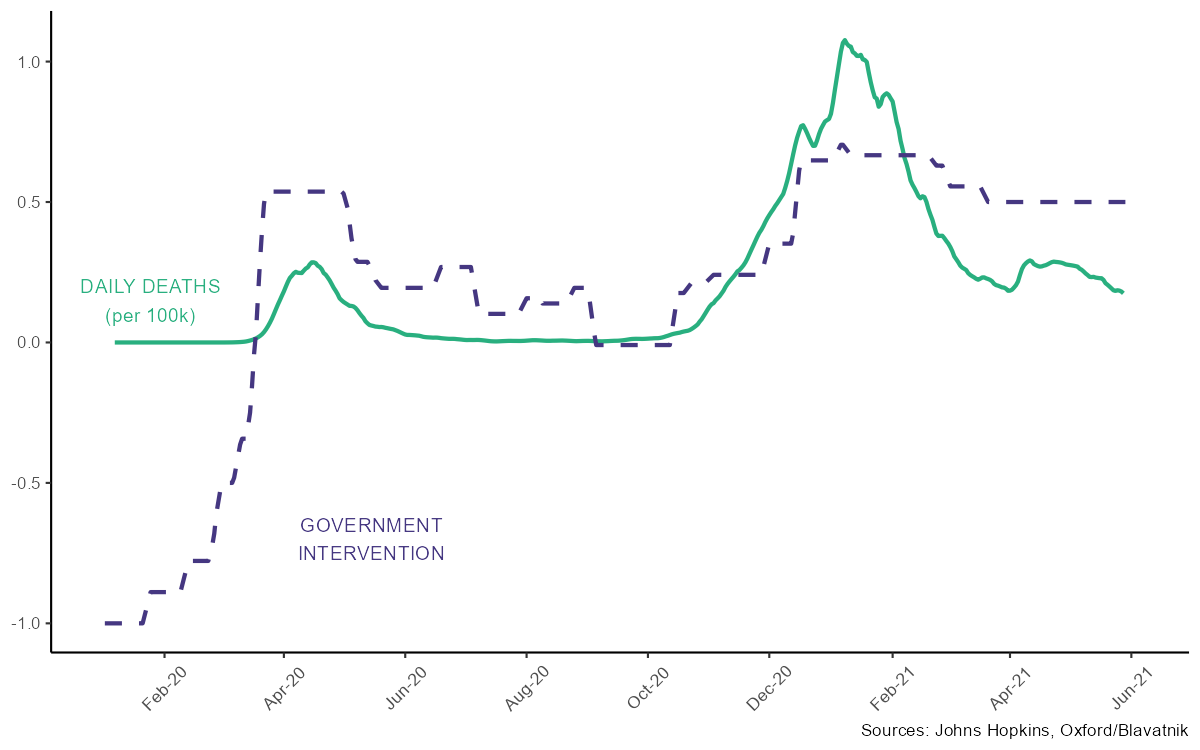 1.0
0.5
0.0
-0.5
-1.0
DAILY DEATHS
(per 100k)
GOVERNMENT
INTERVENTION
Feb-20
Apr-20
Jun-20
Aug-20
Oct-20
Dec-20
Feb-21
Apr-21
Jun-21
Sources: Johns Hopkins, Oxford/Blavatnik